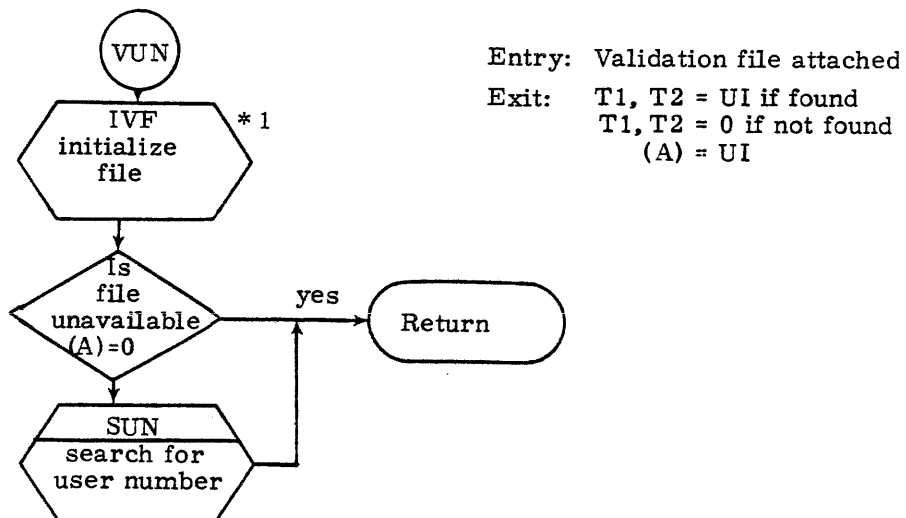 VUN
Entry: Validation file attached
Exit: T1, T2 = UI if found
T1, T2 = 0 if not found
(A) = UI
IVF
*1
initialize
file
Is
file
unavailable
(A)=0
yes
Return
SUN
search for
user number